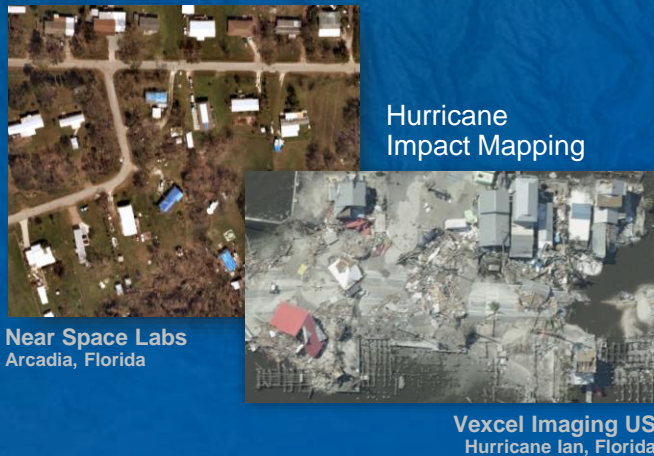 Hurricane
Impact Mapping
Near Space Labs
Arcadia, Florida
Vexcel Imaging US
Hurricane Ian, Florida